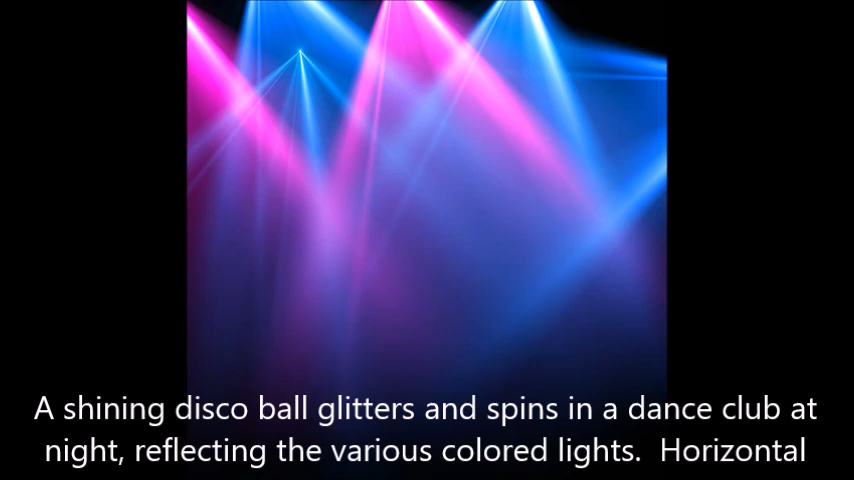 A shining disco ball glitters and spins in a dance club at
night, reflecting the various colored lights.  Horizontal